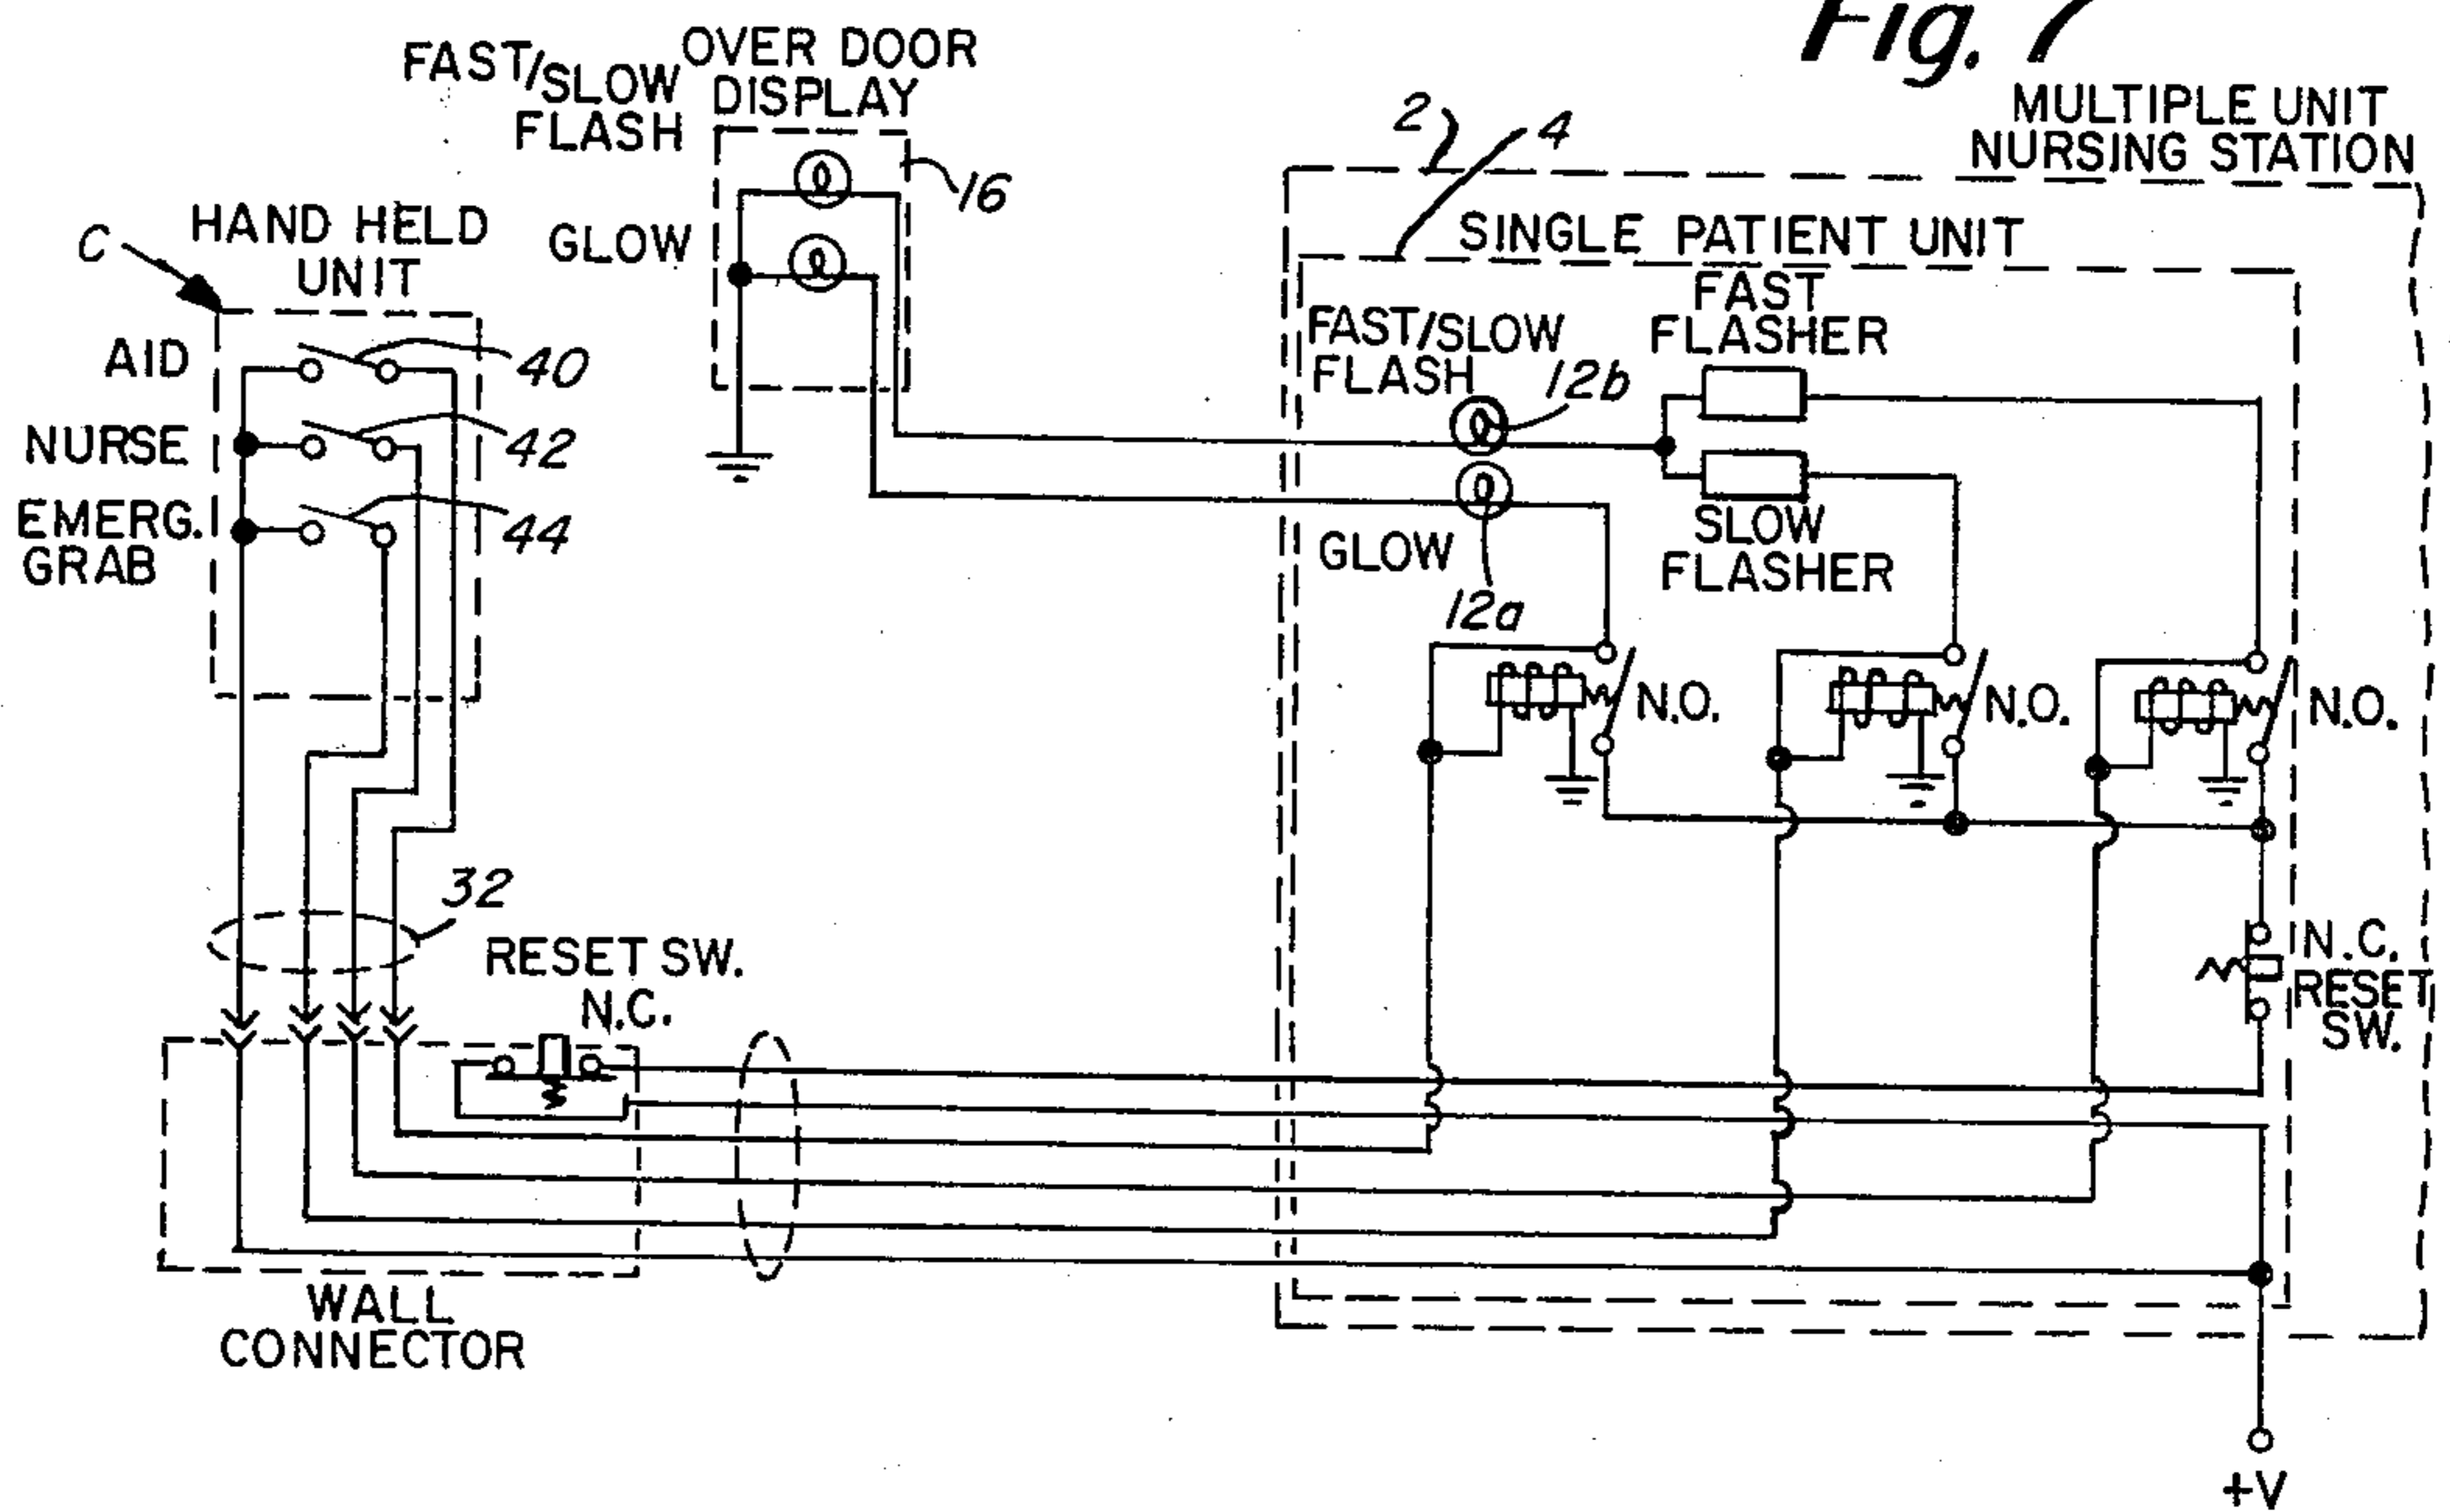 Fig. 7
FAST/SLOW
FLASH
OVER DOOR
DISPLAY
16
GLOW
2
4
MULTIPLE UNIT
NURSING STATION
SINGLE PATIENT UNIT
C
HAND HELD
UNIT
AID
40
NURSE
42
EMERG.
GRAB
44
FAST/SLOW
FLASH
12b
FAST
FLASHER
SLOW
FLASHER
GLOW
12a
N.O.
N.O.
N.O.
32
RESET SW.
N.C.
N.C.
RESET
SW.
WALL
CONNECTOR
+V